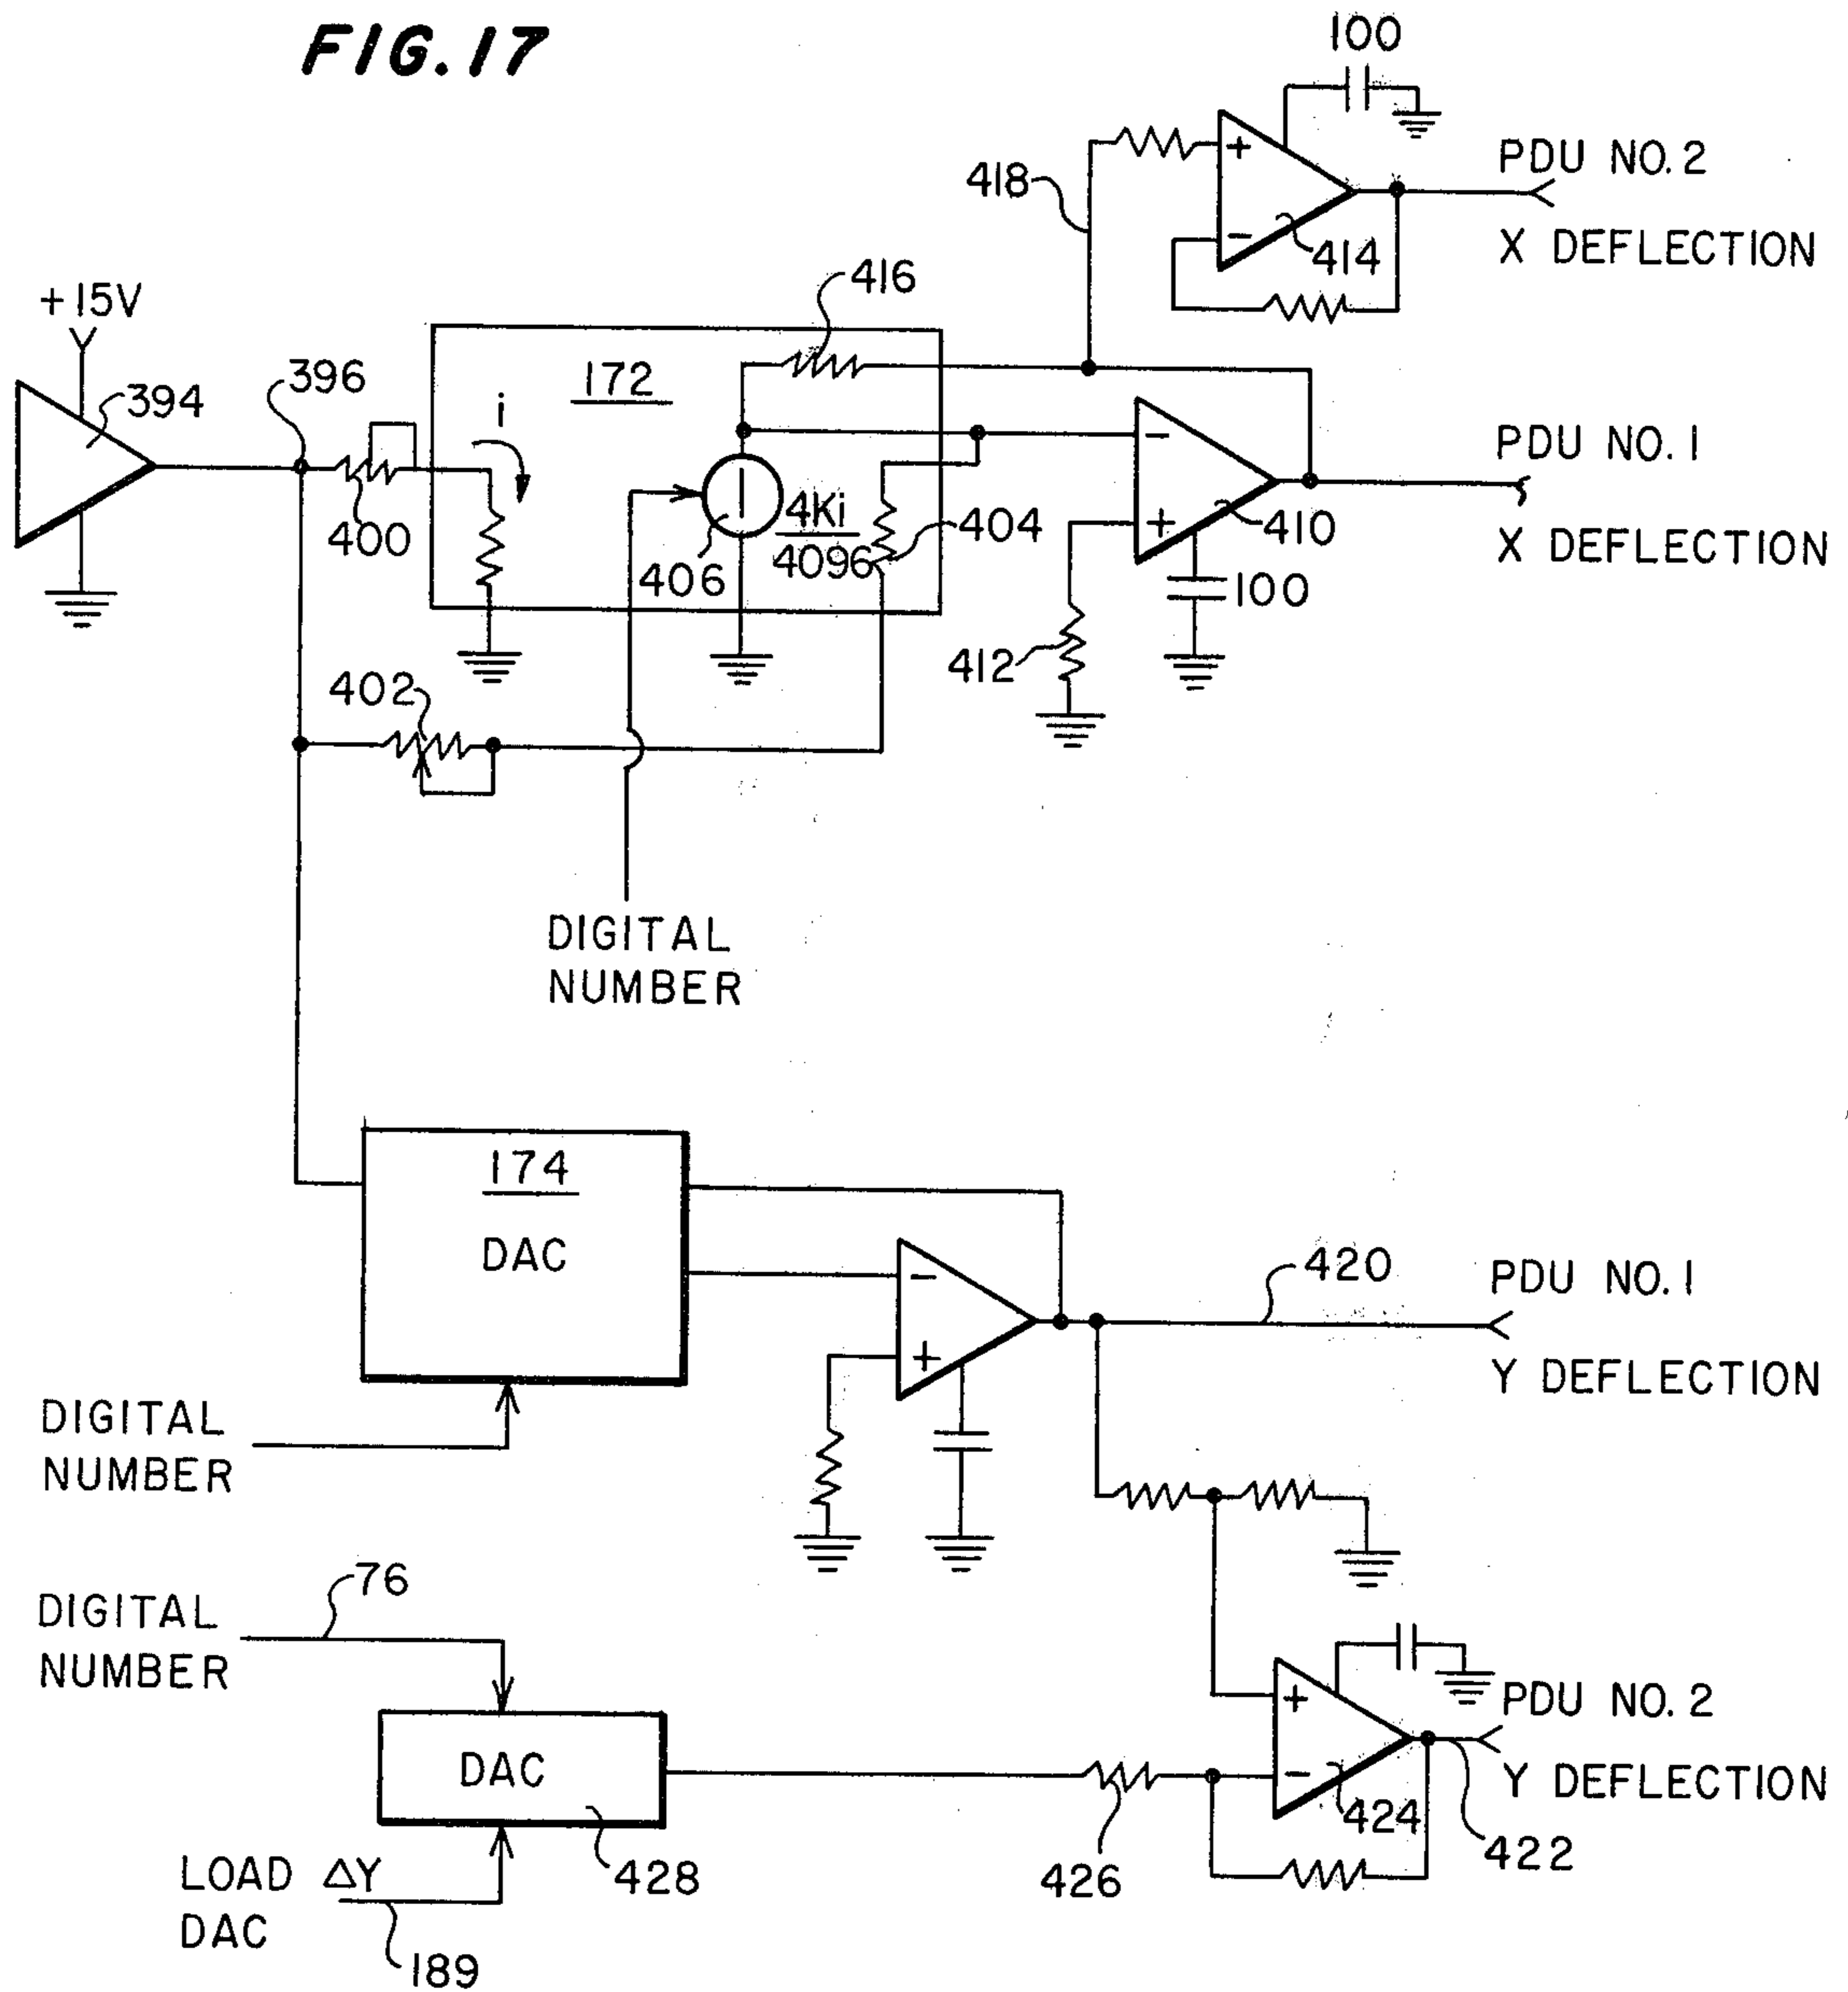 FIG. 17
100
PDU NO. 2
418
414
X DEFLECTION
416
+15V
394
396
172
i
PDU NO. 1
400
406
4Ki
4096
404
410
X DEFLECTION
100
412
402
DIGITAL
NUMBER
174
DAC
420
PDU NO. 1
Y DEFLECTION
DIGITAL
NUMBER
76
DIGITAL
NUMBER
PDU NO. 2
DAC
Y DEFLECTION
424
422
428
426
LOAD ΔY
DAC
189
+
-
-
+
-
+
+
-